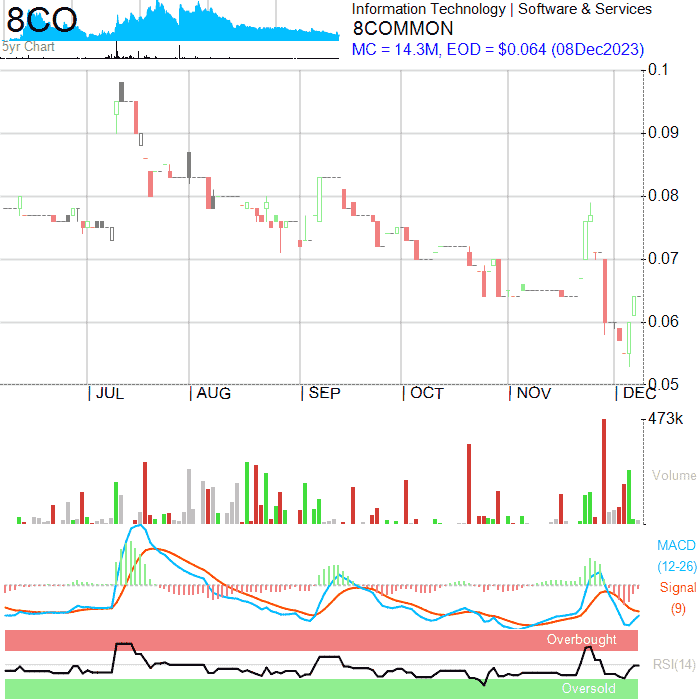 8CO
5yr Chart
Information Technology | Software & Services
8COMMON
MC = 14.3M, EOD = $0.064 (08Dec2023)
0.1
0.09
0.08
0.07
0.06
0.05
| JUL | AUG | SEP | OCT | NOV | DEC
473k
Volume
MACD
(12-26)
Signal
(9)
Overbought
RSI(14)
Oversold